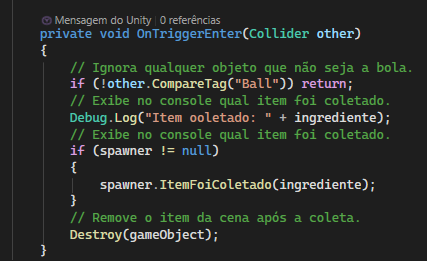 Mensagem do Unity | 0 referências
private void OnTriggerEnter(Collider other)
{
// Ignora qualquer objeto que não seja a bola.
if (!other.CompareTag("Ball")) return;
// Exibe no console qual item foi coletado.
Debug.Log("Item ooletado: " + ingrediente);
// Exibe no console qual item foi coletado.
if (spawner != null)
{
spawner.ItemFoiColetado(ingrediente);
}
// Remove o item da cena após a coleta.
Destroy(gameObject);
}